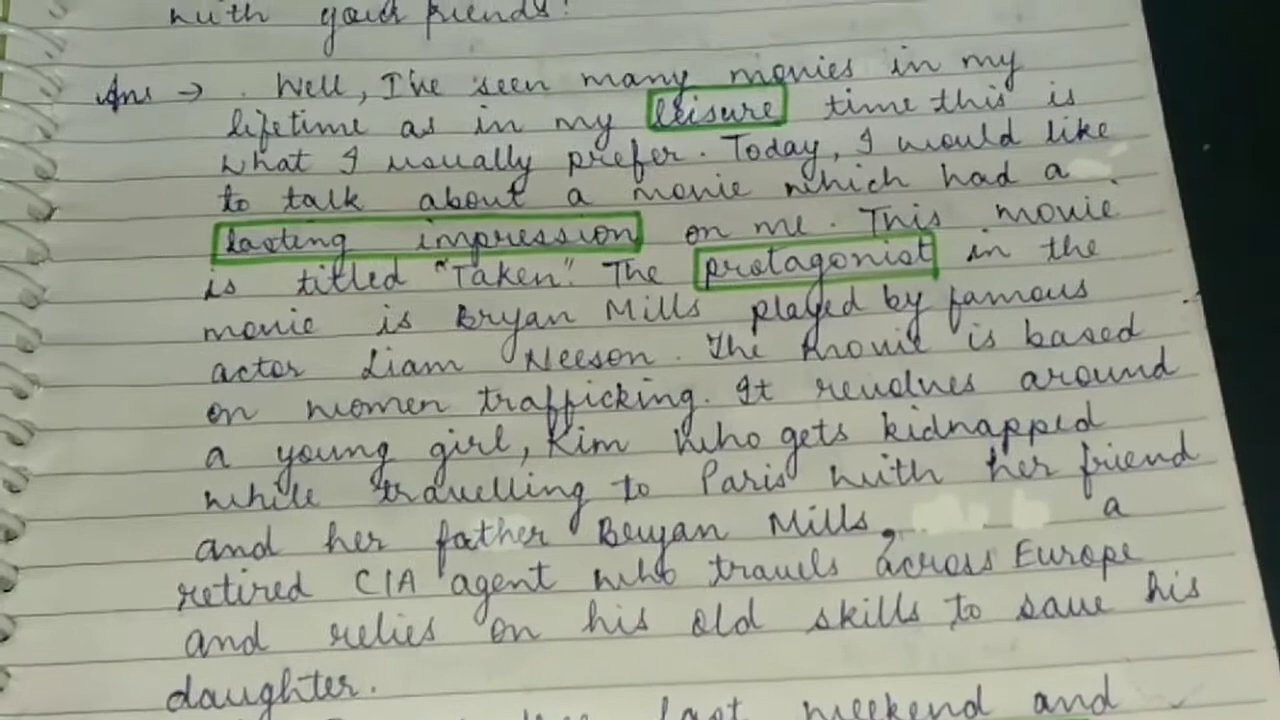 with your friends?
Ans → . Well, I've seen many movies in my
lifetime as in my leisure time this is
what I usually prefer. Today, I would like
to talk about a movie which had a
lasting impression on me. This movie
is titled "Taken". The protagonist in the
movie is Bryan Mills played by famous
actor Liam Neeson. The movie is based
on women trafficking. It revolves around
a young girl, Kim who gets kidnapped
while travelling to Paris with her friend
and her father Bryan Mills, a
retired CIA agent who travels across Europe
and relies on his old skills to save his
daughter.
last weekend and